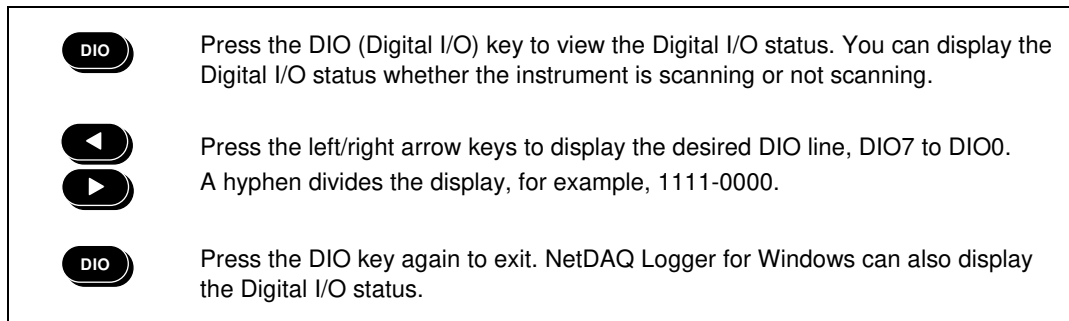 DIO
Press the DIO (Digital I/O) key to view the Digital I/O status. You can display the
Digital I/O status whether the instrument is scanning or not scanning.
Press the left/right arrow keys to display the desired DIO line, DIO7 to DIO0.
A hyphen divides the display, for example, 1111-0000.
DIO
Press the DIO key again to exit. NetDAQ Logger for Windows can also display
the Digital I/O status.